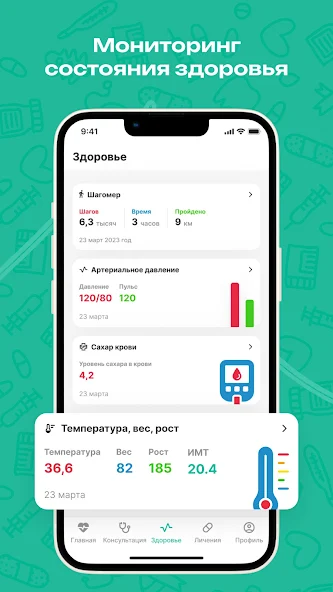 Мониторинг
состояния здоровья
9:41
Здоровье
Шагомер
Шагов Время Пройдено
6,3 тысяч 3 часов 9 км
23 март 2023 год
Артериальное давление
Давление Пульс
120/80 120
23 марта
Сахар крови
Уровень сахара в крови
4,2
23 марта
Температура, вес, рост
Температура Вес Рост ИМТ
36,6 82 185 20.4
23 марта
Главная Консультация Здоровье Личения Профиль